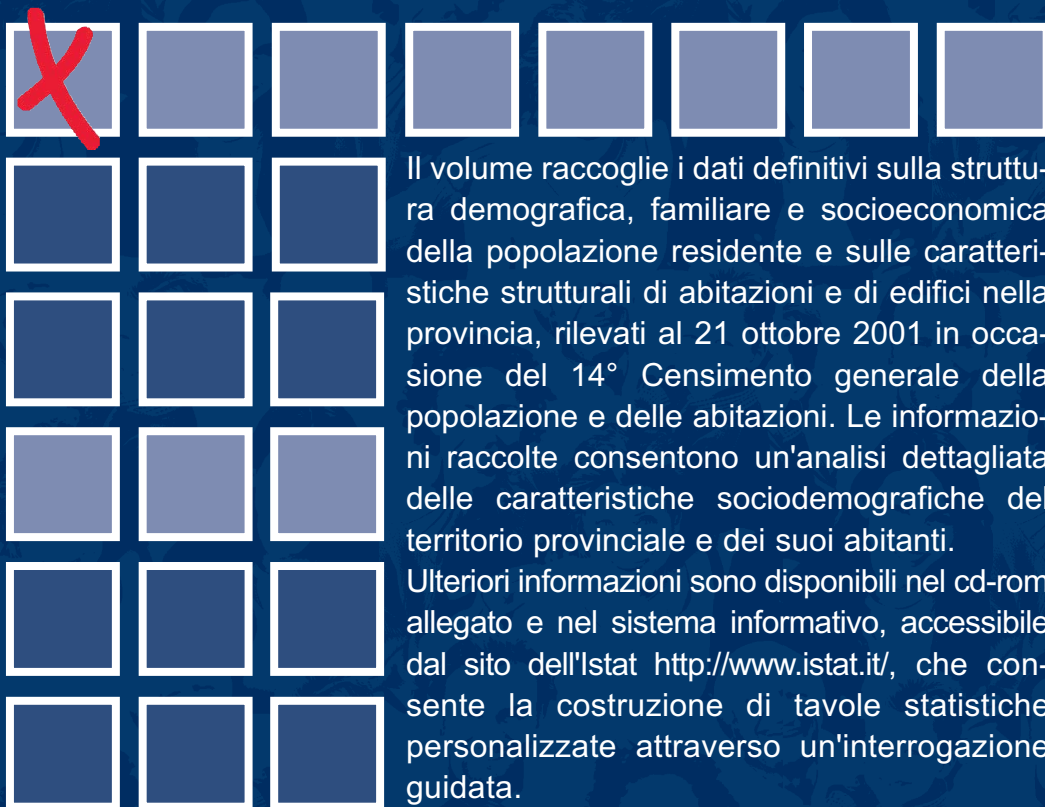 Il volume raccoglie i dati definitivi sulla struttu-
ra demografica, familiare e socioeconomica
della popolazione residente e sulle caratteri-
stiche strutturali di abitazioni e di edifici nella
provincia, rilevati al 21 ottobre 2001 in occa-
sione del 14° Censimento generale della
popolazione e delle abitazioni. Le informazio-
ni raccolte consentono un'analisi dettagliata
delle caratteristiche sociodemografiche del
territorio provinciale e dei suoi abitanti.
Ulteriori informazioni sono disponibili nel cd-rom
allegato e nel sistema informativo, accessibile
dal sito dell'Istat http://www.istat.it/, che con-
sente la costruzione di tavole statistiche
personalizzate attraverso un'interrogazione
guidata.